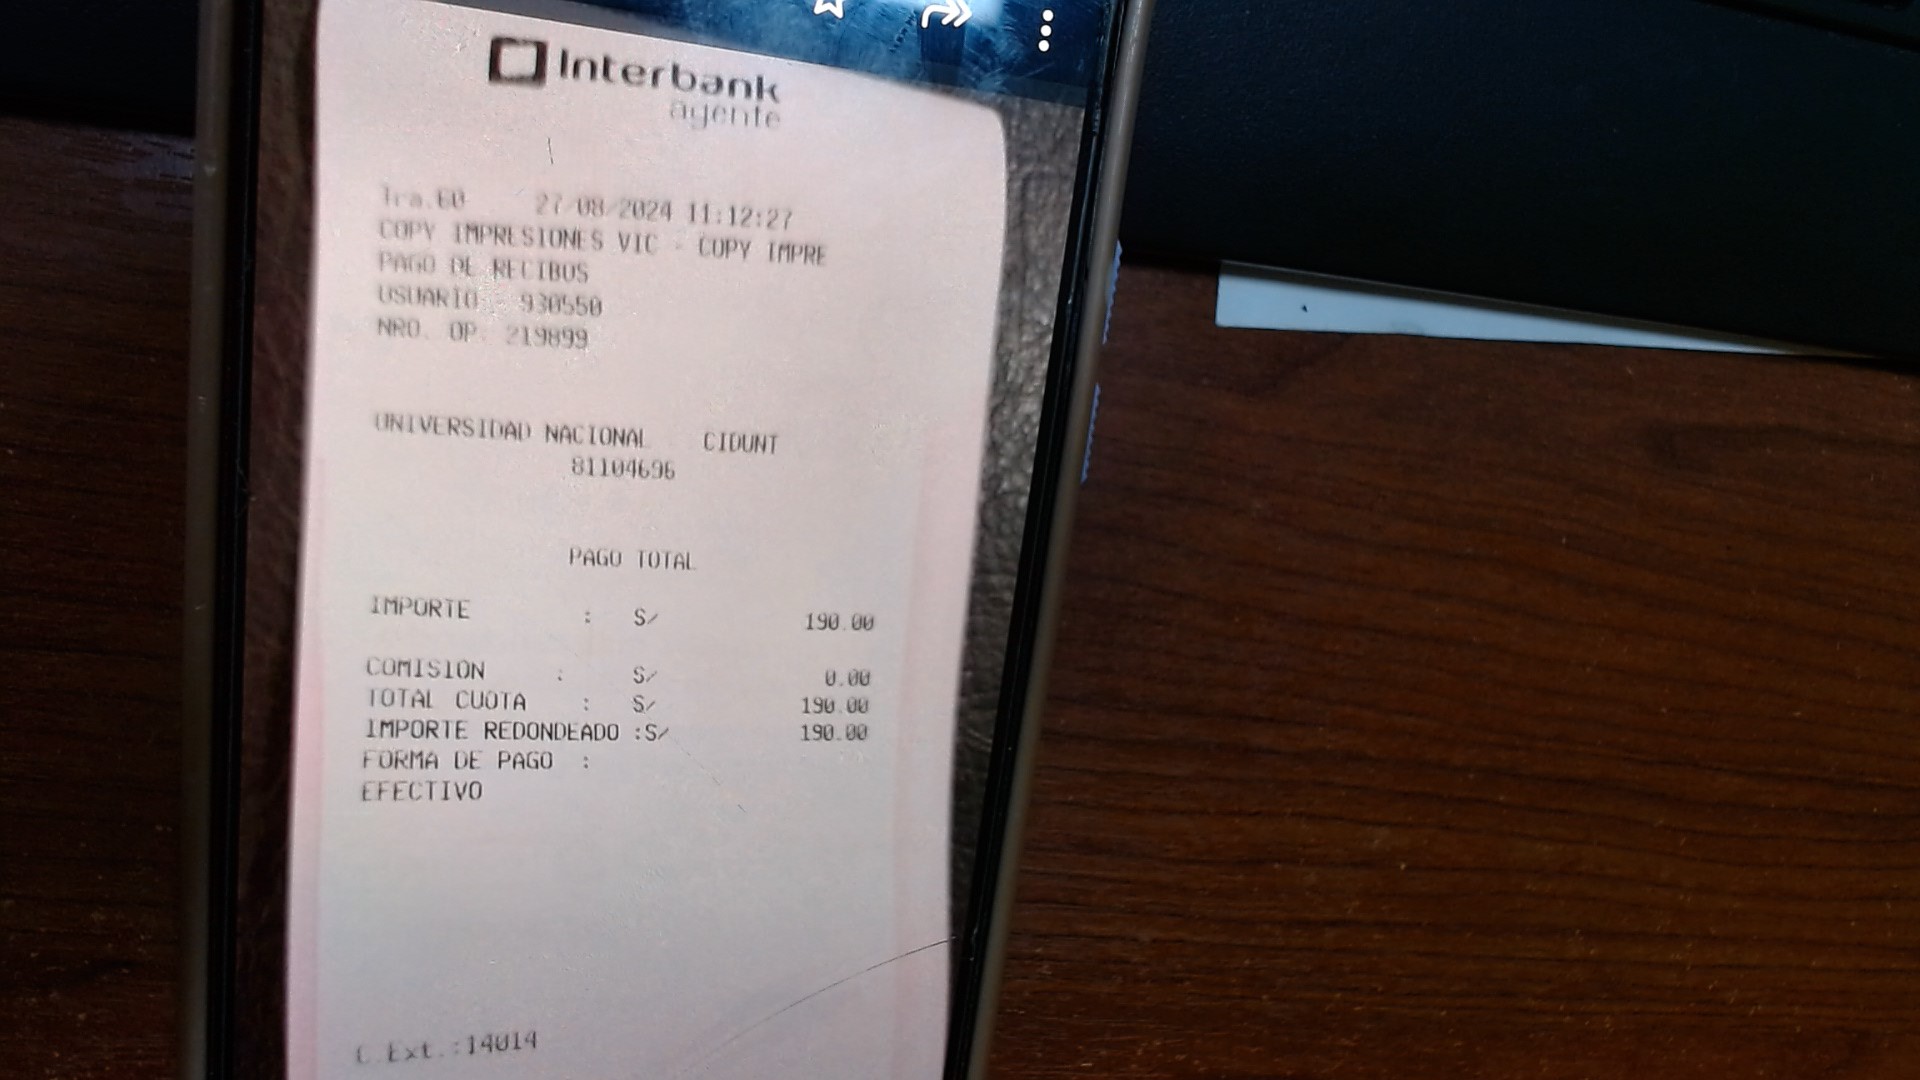 Interbank
agente
Tra.60 27/08/2024 11:12:27
COPY IMPRESIONES VIC - COPY IMPRE
PAGO DE RECIBOS
USUARIO : 930550
NRO. OP. 219899
UNIVERSIDAD NACIONAL CIDUNT
81104696
PAGO TOTAL
IMPORTE : S/ 190.00
COMISION : S/ 0.00
TOTAL CUOTA : S/ 190.00
IMPORTE REDONDEADO :S/ 190.00
FORMA DE PAGO :
EFECTIVO
C.Ext.:14014